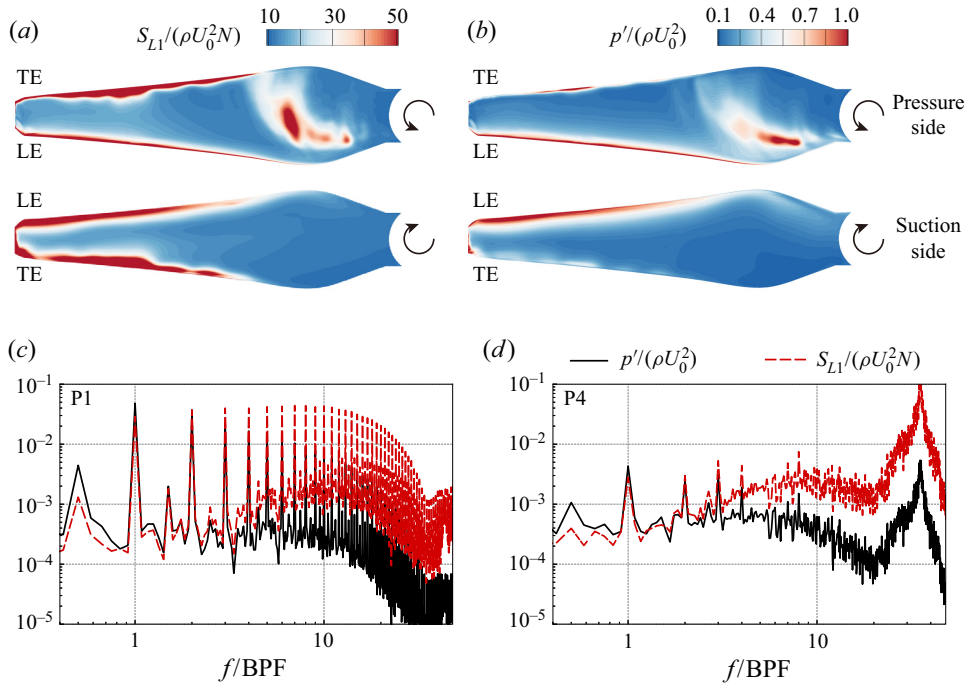 (a)
S_{L1}/(ρU_0^2N)
10 30 50
(b)
p′/(ρU_0^2)
0.1 0.4 0.7 1.0
TE
LE
TE
LE
Pressure
side
LE
TE
LE
TE
Suction
side
(c)
P1
10^{−1}
10^{−2}
10^{−3}
10^{−4}
10^{−5}
1 10
f/BPF
(d)
p′/(ρU_0^2)
S_{L1}/(ρU_0^2N)
P4
10^{−1}
10^{−2}
10^{−3}
10^{−4}
10^{−5}
1 10
f/BPF